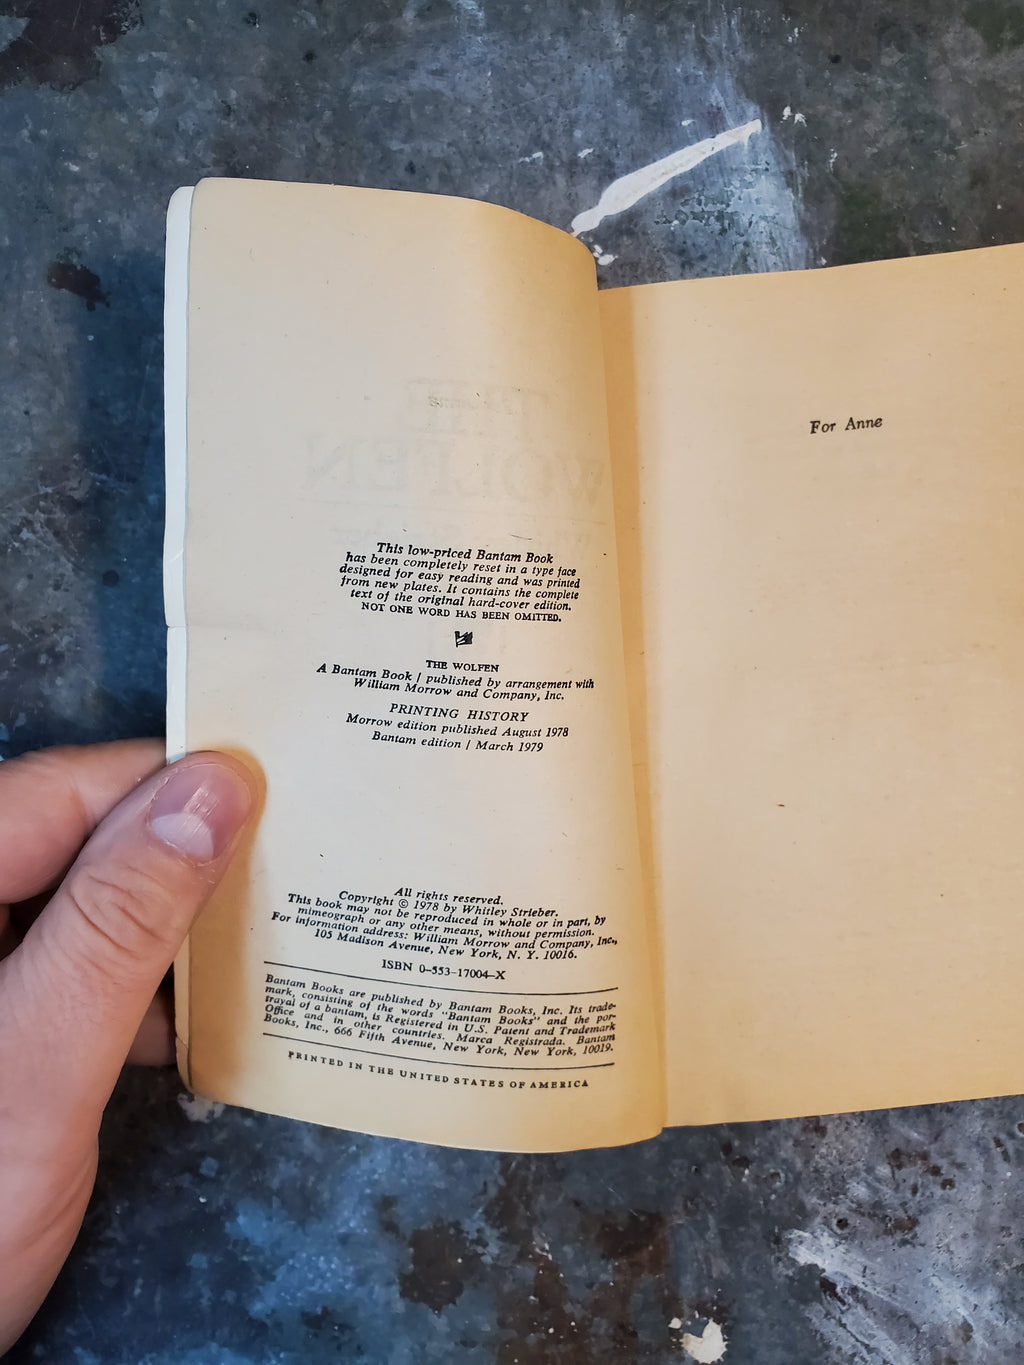 This low-priced Bantam Book
has been completely reset in a type face
designed for easy reading and was printed
from new plates. It contains the complete
text of the original hard-cover edition.
NOT ONE WORD HAS BEEN OMITTED.
THE WOLFEN
A Bantam Book / published by arrangement with
William Morrow and Company, Inc.
PRINTING HISTORY
Morrow edition published August 1978
Bantam edition / March 1979
All rights reserved.
Copyright © 1978 by Whitley Strieber.
This book may not be reproduced in whole or in part, by
mimeograph or any other means, without permission.
For information address: William Morrow and Company, Inc.,
105 Madison Avenue, New York, N. Y. 10016.
ISBN 0-553-17004-X
Bantam Books are published by Bantam Books, Inc. Its trade-
mark, consisting of the words "Bantam Books" and the por-
trayal of a bantam, is Registered in U.S. Patent and Trademark
Office and in other countries. Marca Registrada. Bantam
Books, Inc., 666 Fifth Avenue, New York, New York, 10019.
PRINTED IN THE UNITED STATES OF AMERICA
For Anne